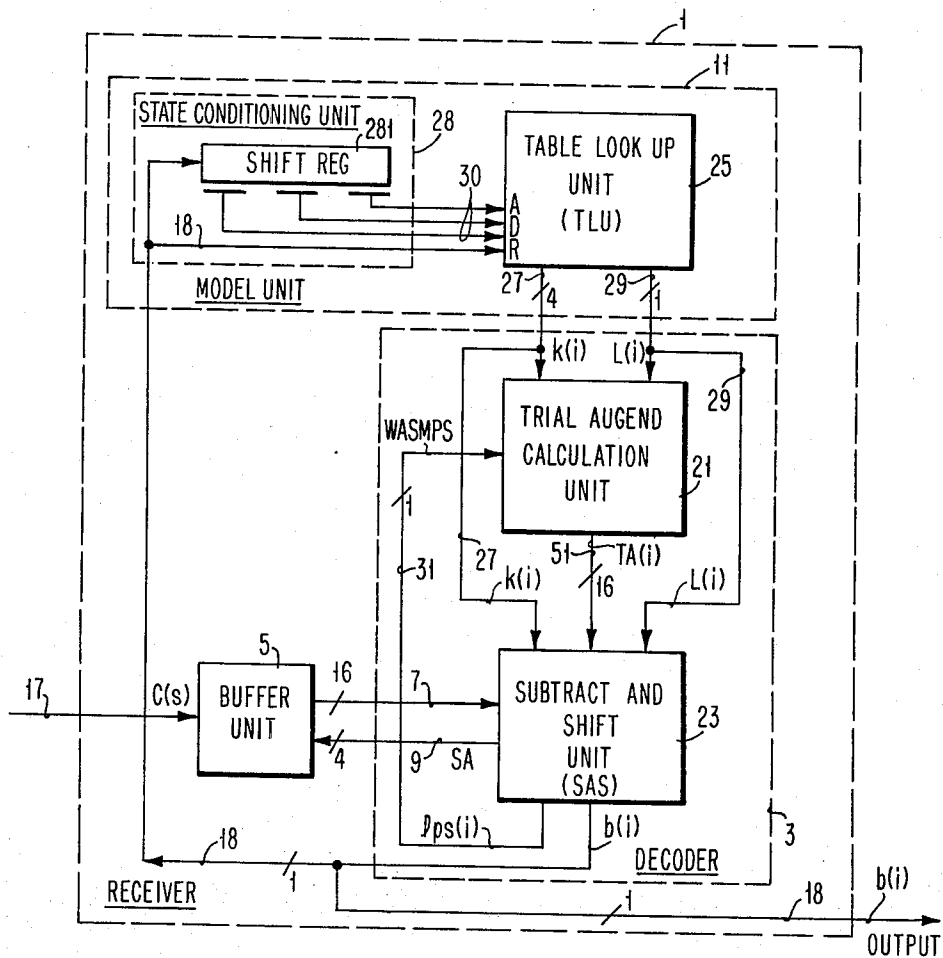 1
11
STATE CONDITIONING UNIT
281
28
SHIFT REG
TABLE LOOK UP
UNIT
(TLU)
25
30
A
D
R
18
MODEL UNIT
27
4
29
1
k(i)
L(i)
29
TRIAL AUGEND
CALCULATION
UNIT
21
WASMPS
1
31
27
51
TA(i)
16
k(i)
L(i)
5
17
C(s)
BUFFER
UNIT
16
7
4
9
SA
SUBTRACT AND
SHIFT
UNIT
(SAS)
23
ℓps(i)
b(i)
3
DECODER
18
1
RECEIVER
1
18
b(i)
OUTPUT